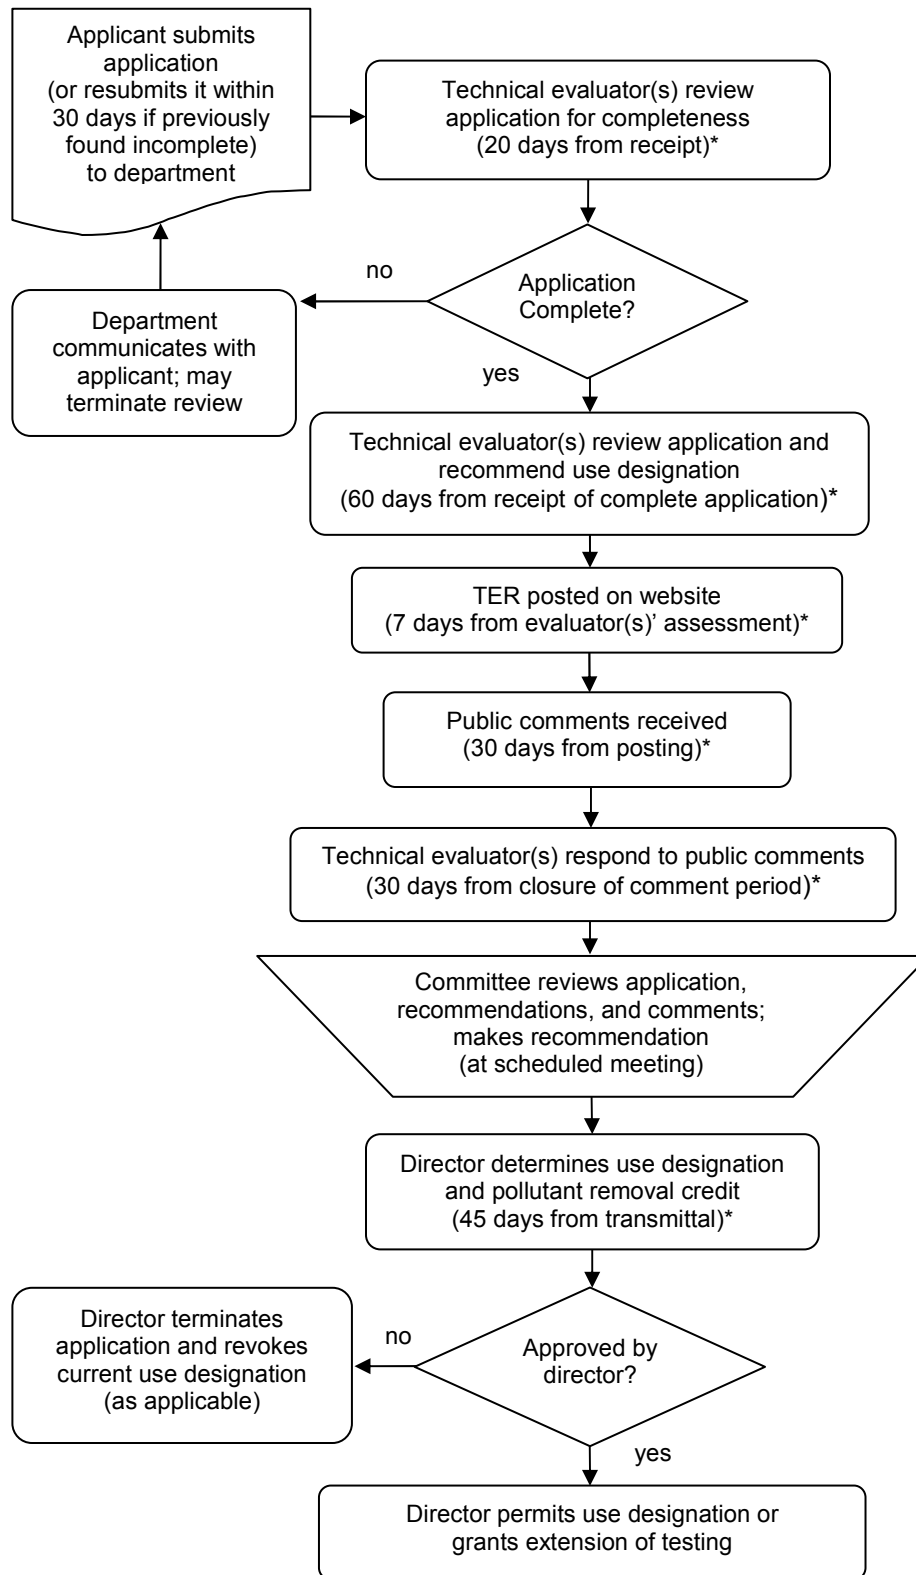 Applicant submits
application
(or resubmits it within
30 days if previously
found incomplete)
to department
Technical evaluator(s) review
application for completeness
(20 days from receipt)*
Application
Complete?
no
Department
communicates with
applicant; may
terminate review
yes
Technical evaluator(s) review application and
recommend use designation
(60 days from receipt of complete application)*
TER posted on website
(7 days from evaluator(s)’ assessment)*
Public comments received
(30 days from posting)*
Technical evaluator(s) respond to public comments
(30 days from closure of comment period)*
Committee reviews application,
recommendations, and comments;
makes recommendation
(at scheduled meeting)
Director determines use designation
and pollutant removal credit
(45 days from transmittal)*
Approved by
director?
no
Director terminates
application and revokes
current use designation
(as applicable)
yes
Director permits use designation or
grants extension of testing